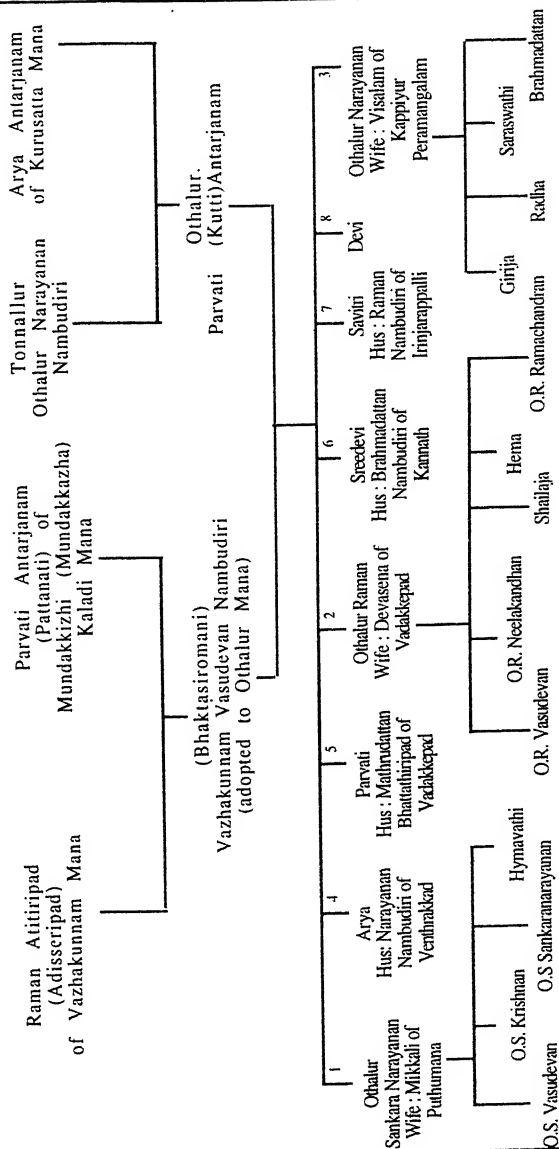 Raman Atitiripad
(Adisseripad)
of Vazhakunnam Mana
Parvati Antarjanam
(Pattanati) of
Mundakkizhi (Mundakkazha)
Kaladi Mana
Tonnallur
Othalur Narayanan
Nambudiri
Arya Antarjanam
of Kurusatta Mana
(Bhaktasiromani)
Vazhakunnam Vasudevan Nambudiri
(adopted to Othalur Mana)
Othalur.
Parvati (Kutti)Antarjanam
1
Othalur
Sankara Narayanan
Wife : Mikkali of
Puthumana
4
Arya
Hus: Narayanan
Nambudiri of
Venthrakkad
5
Parvati
Hus : Mathrudattan
Bhattathiripad of
Vadakkepad
2
Othalur Raman
Wife : Devasena of
Vadakkepad
6
Sreedevi
Hus : Brahmadattan
Nambudiri of
Kannath
7
Savitri
Hus : Raman
Nambudiri of
Irinjarappalli
8
Devi
3
Othalur Narayanan
Wife : Visalam of
Kappiyur
Peramangalam
O.S. Vasudevan
O.S. Krishnan
O.S Sankaranarayanan
Hymavathi
O.R. Vasudevan
O.R. Neelakandhan
Shailaja
Hema
O.R. Ramachandran
Girija
Radha
Saraswathi
Brahmadattan